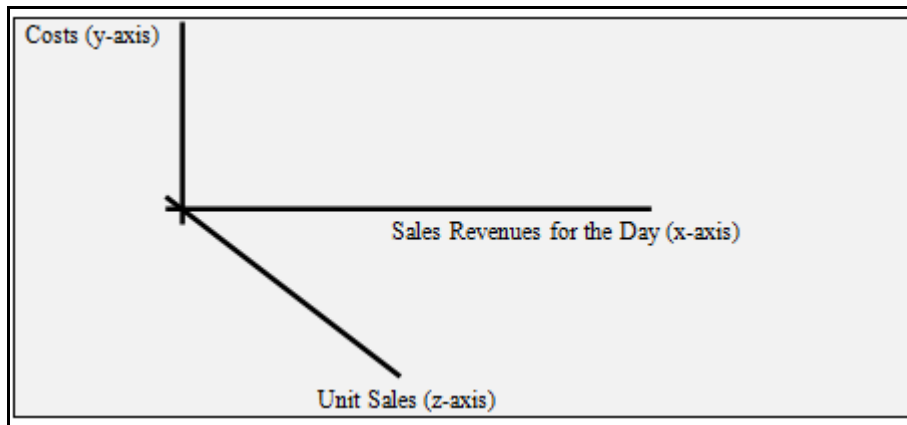 Costs (y-axis)
Sales Revenues for the Day (x-axis)
Unit Sales (z-axis)